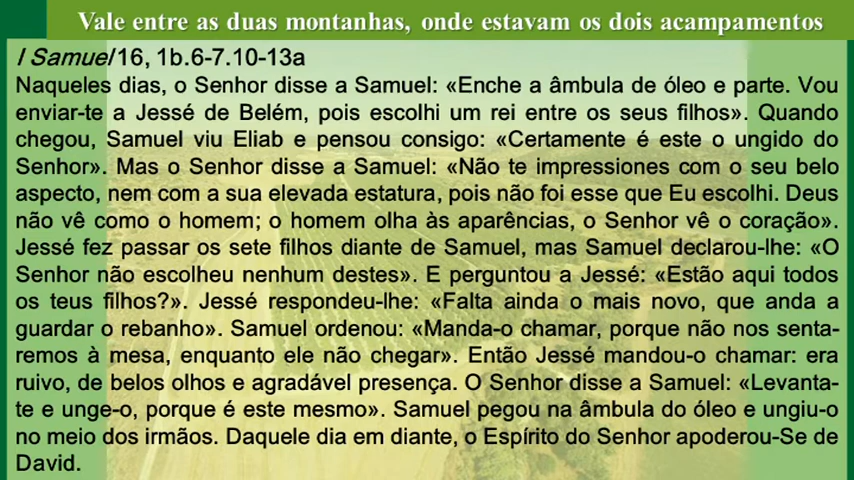 Vale entre as duas montanhas, onde estavam os dois acampamentos
I Samuel 16, 1b.6-7.10-13a
Naqueles dias, o Senhor disse a Samuel: «Enche a âmbula de óleo e parte. Vou
enviar-te a Jessé de Belém, pois escolhi um rei entre os seus filhos». Quando
chegou, Samuel viu Eliab e pensou consigo: «Certamente é este o ungido do
Senhor». Mas o Senhor disse a Samuel: «Não te impressiones com o seu belo
aspecto, nem com a sua elevada estatura, pois não foi esse que Eu escolhi. Deus
não vê como o homem; o homem olha às aparências, o Senhor vê o coração».
Jessé fez passar os sete filhos diante de Samuel, mas Samuel declarou-lhe: «O
Senhor não escolheu nenhum destes». E perguntou a Jessé: «Estão aqui todos
os teus filhos?». Jessé respondeu-lhe: «Falta ainda o mais novo, que anda a
guardar o rebanho». Samuel ordenou: «Manda-o chamar, porque não nos senta-
remos à mesa, enquanto ele não chegar». Então Jessé mandou-o chamar: era
ruivo, de belos olhos e agradável presença. O Senhor disse a Samuel: «Levanta-
te e unge-o, porque é este mesmo». Samuel pegou na âmbula do óleo e ungiu-o
no meio dos irmãos. Daquele dia em diante, o Espírito do Senhor apoderou-Se de
David.